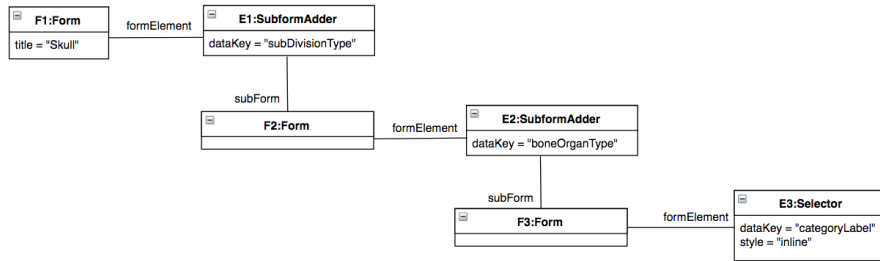 F1:Form
title = "Skull"
formElement
E1:SubformAdder
dataKey = "subDivisionType"
subForm
F2:Form
formElement
E2:SubformAdder
dataKey = "boneOrganType"
subForm
F3:Form
formElement
E3:Selector
dataKey = "categoryLabel"
style = "inline"